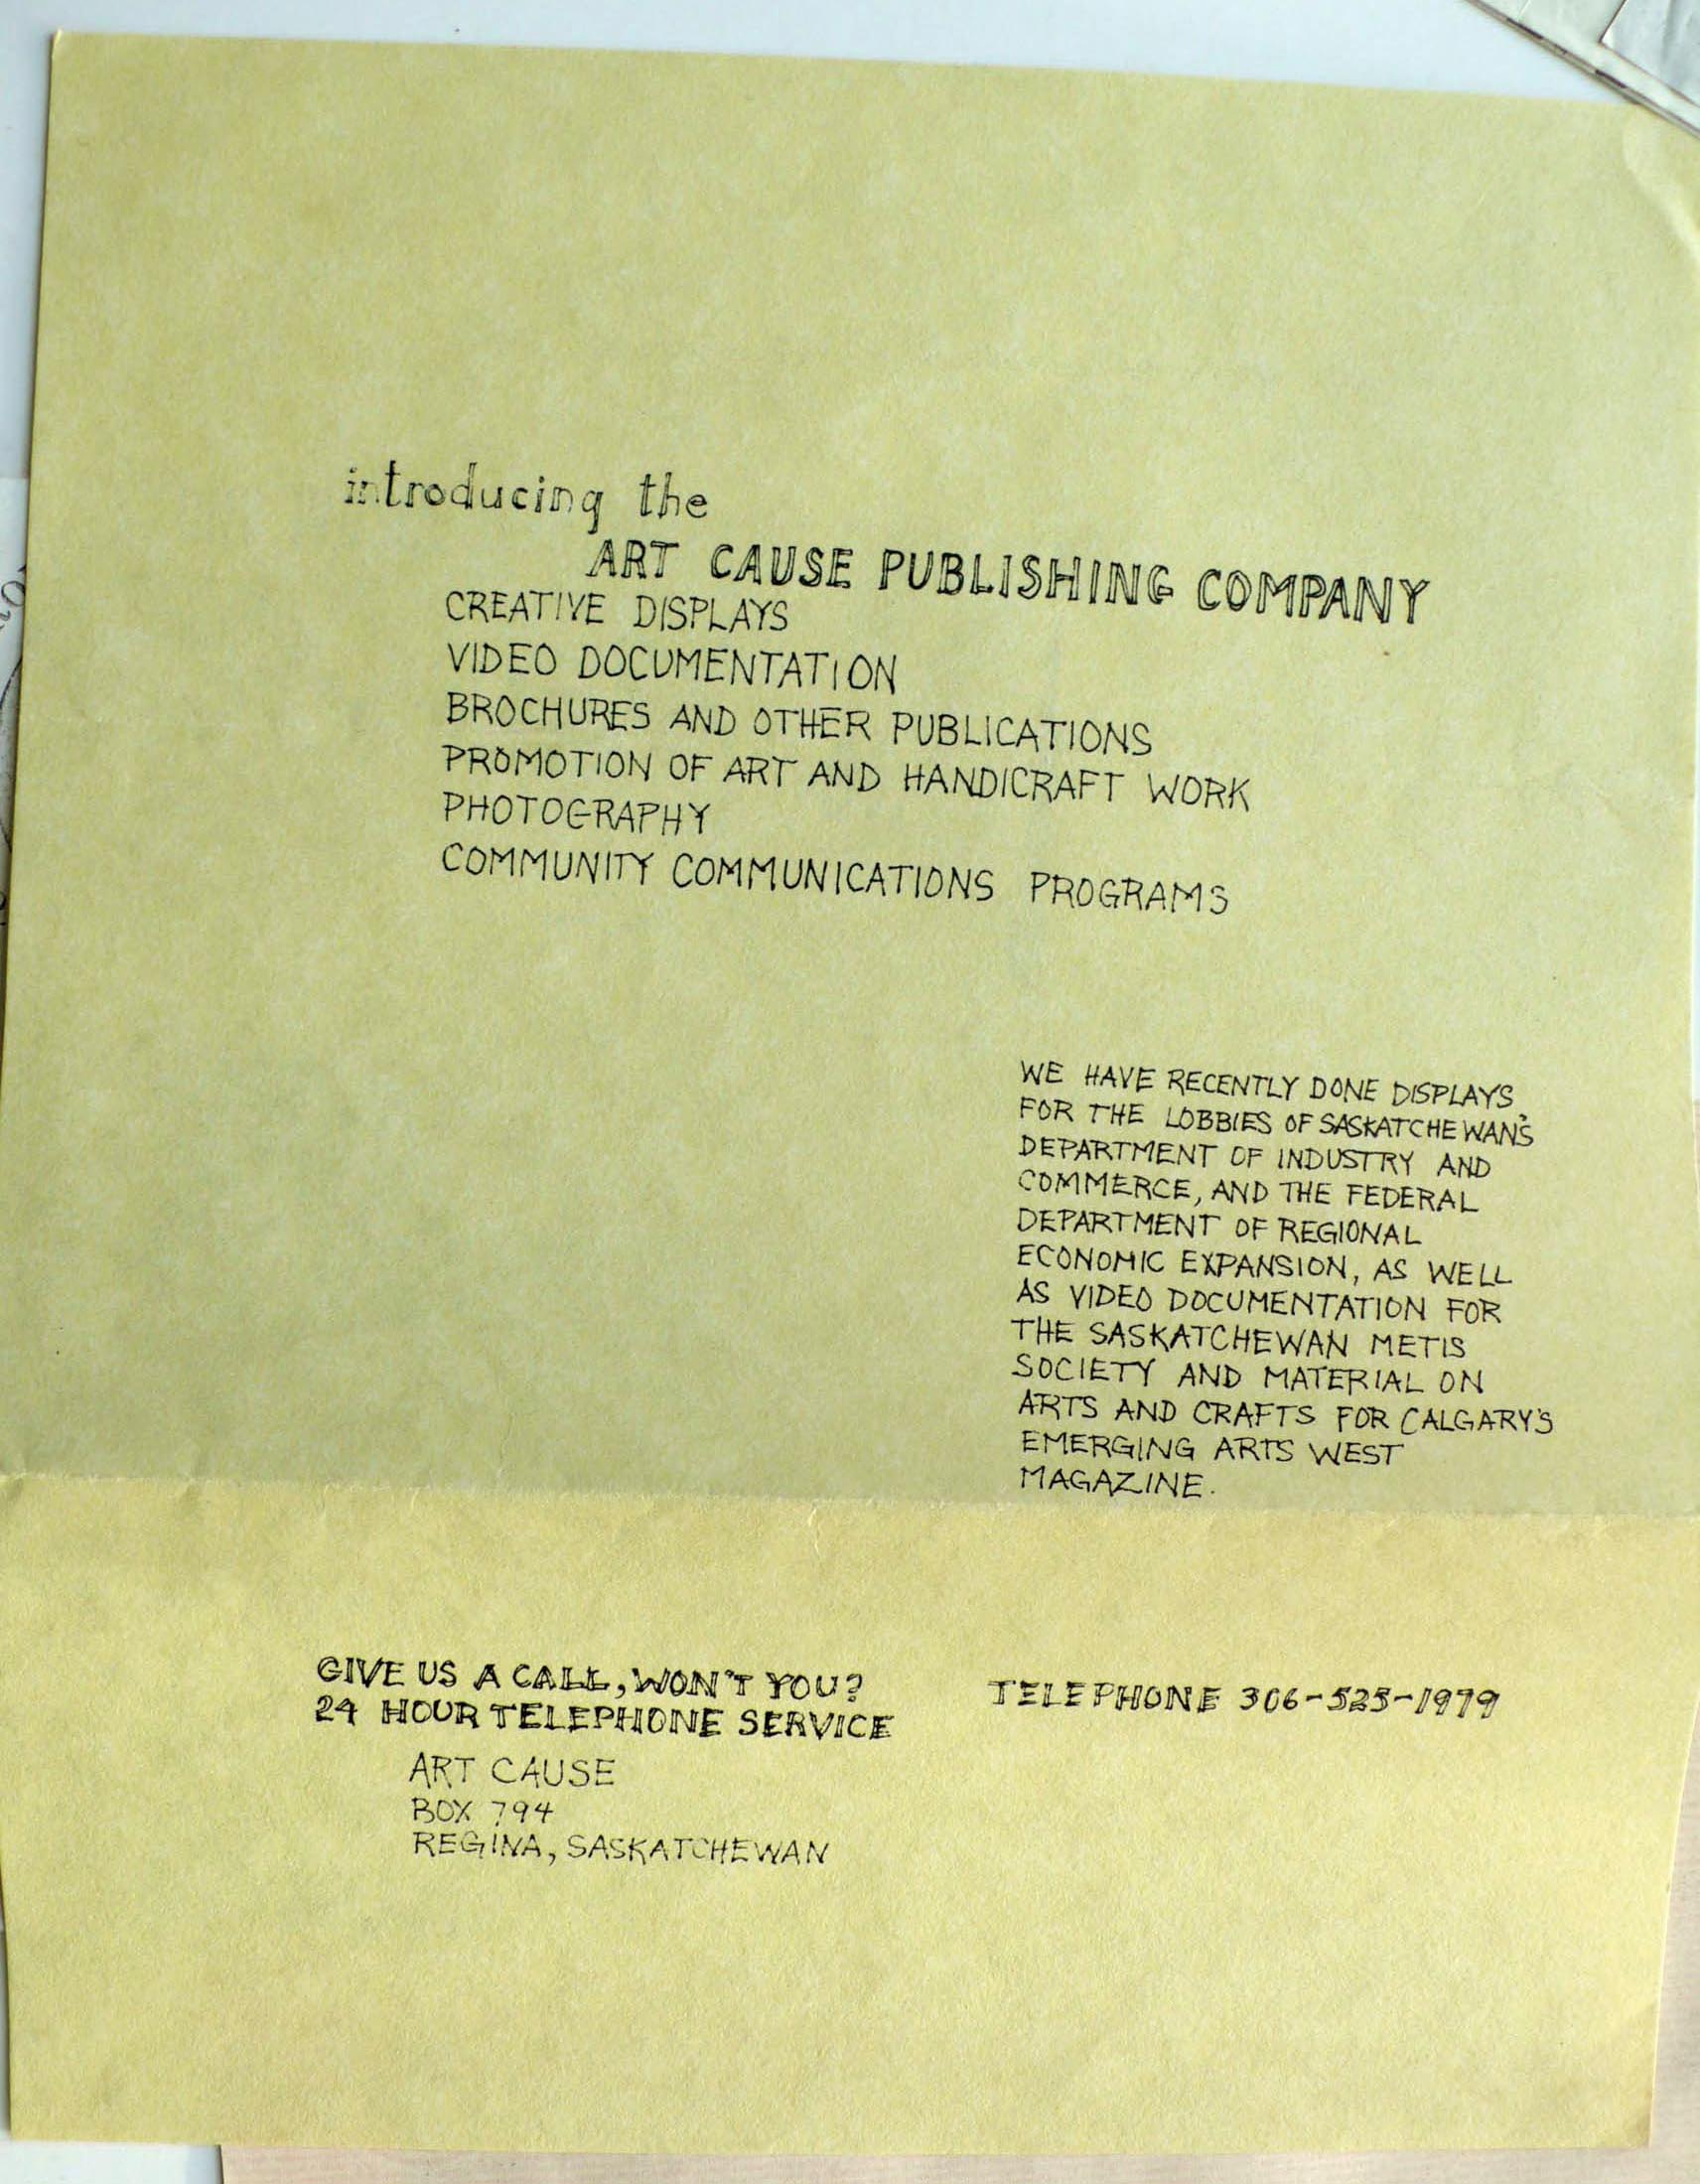 introducing the
ART CAUSE PUBLISHING COMPANY
CREATIVE DISPLAYS
VIDEO DOCUMENTATION
BROCHURES AND OTHER PUBLICATIONS
PROMOTION OF ART AND HANDICRAFT WORK
PHOTOGRAPHY
COMMUNITY COMMUNICATIONS PROGRAMS
WE HAVE RECENTLY DONE DISPLAYS
FOR THE LOBBIES OF SASKATCHEWAN'S
DEPARTMENT OF INDUSTRY AND
COMMERCE, AND THE FEDERAL
DEPARTMENT OF REGIONAL
ECONOMIC EXPANSION, AS WELL
AS VIDEO DOCUMENTATION FOR
THE SASKATCHEWAN METIS
SOCIETY AND MATERIAL ON
ARTS AND CRAFTS FOR CALGARY'S
EMERGING ARTS WEST
MAGAZINE.
GIVE US A CALL, WON'T YOU?
24 HOUR TELEPHONE SERVICE
TELEPHONE 306-525-1979
ART CAUSE
BOX 794
REGINA, SASKATCHEWAN